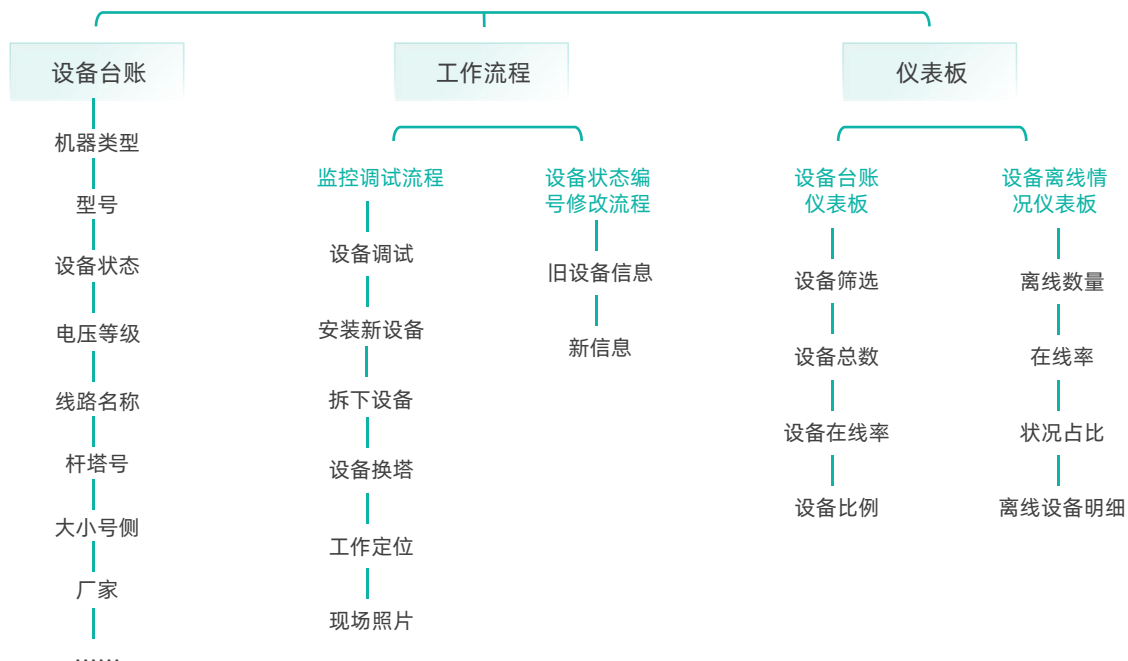 设备台账
机器类型
型号
设备状态
电压等级
线路名称
杆塔号
大小号侧
厂家
……
工作流程
监控调试流程
设备调试
安装新设备
拆下设备
设备换塔
工作定位
现场照片
设备状态编
号修改流程
旧设备信息
新信息
仪表板
设备台账
仪表板
设备筛选
设备总数
设备在线率
设备比例
设备离线情
况仪表板
离线数量
在线率
状况占比
离线设备明细